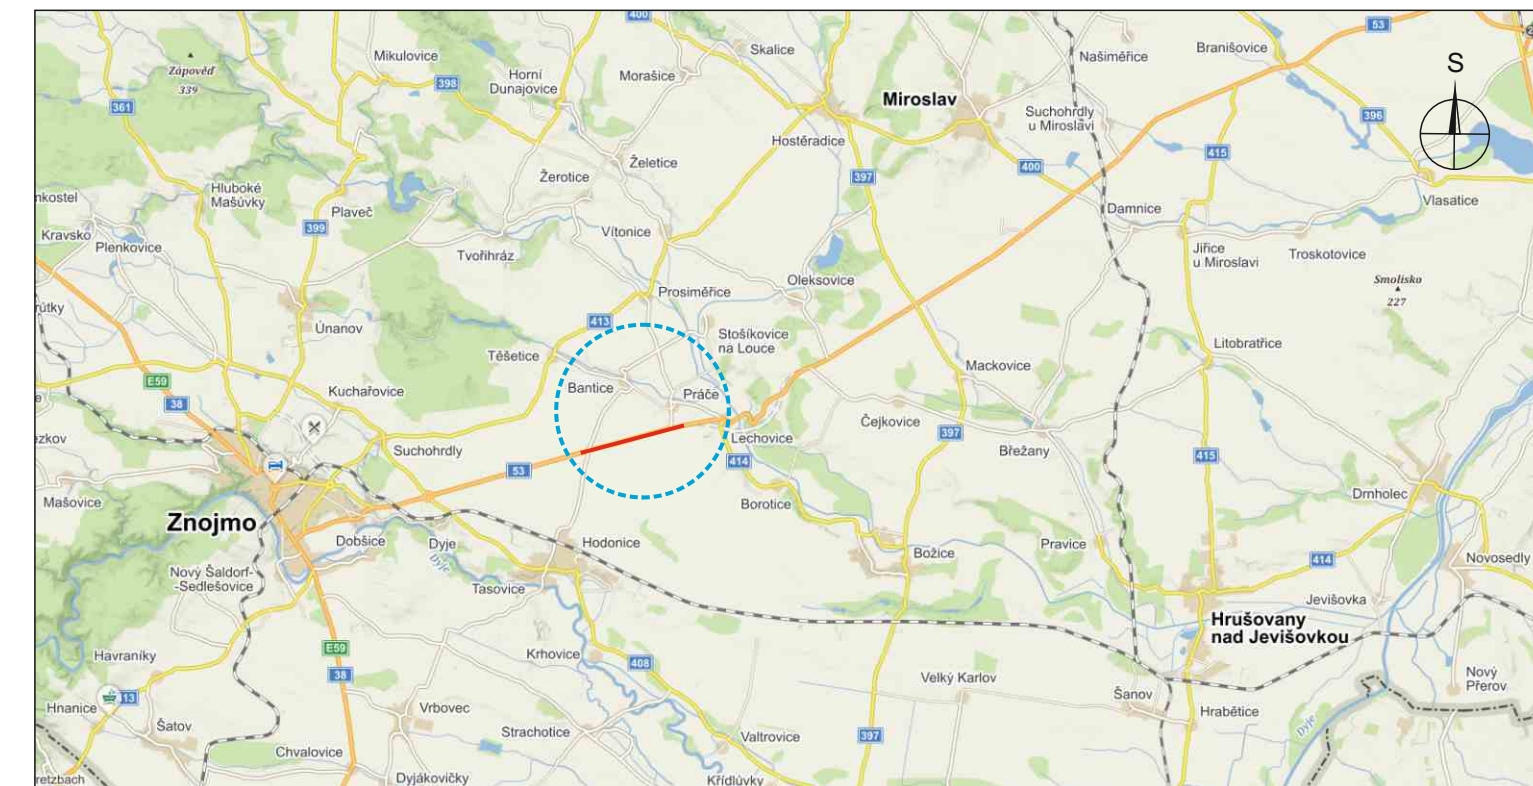 400
53
Skalice
Našiměřice
Branišovice
Mikulovice
S
Zápověď
339
398
Horní
Dunajovice
Morašice
361
Miroslav
Suchohrdly
u Miroslavi
396
Hostěradice
415
Želetice
400
Žerotice
397
Hluboké
Mašůvky
nkostel
Plaveč
399
Damnice
Vlasatice
Kravsko
Plenkovice
Vítonice
Tvořihráz
Jiřice
u Miroslavi
Troskotovice
Oleksovice
Smolisko
227
Prosiměřice
růtky
Únanov
413
Stošíkovice
na Louce
Těšetice
Litobratřice
Mackovice
E59
38
Kuchařovice
Bantice
Práče
Čejkovice
397
Lechovice
Suchohrdly
ezkov
Břežany
53
414
415
Mašovice
Drnholec
Borotice
Znojmo
Dobšice
Dyje
Dyje
Hodonice
Pravice
Božice
414
Novosedly
Nový Šaldorf-
-Sedlešovice
Tasovice
Jevišovka
Hrušovany
nad Jevišovkou
E59
38
Havraníky
Krhovice
408
Velký Karlov
Šanov
Nový
Přerov
13
Hnanice
Šatov
Vrbovec
Hrabětice
Strachotice
Valtrovice
397
Dyje
Chvalovice
retzbach
Dyjákovičky
Křídlůvky